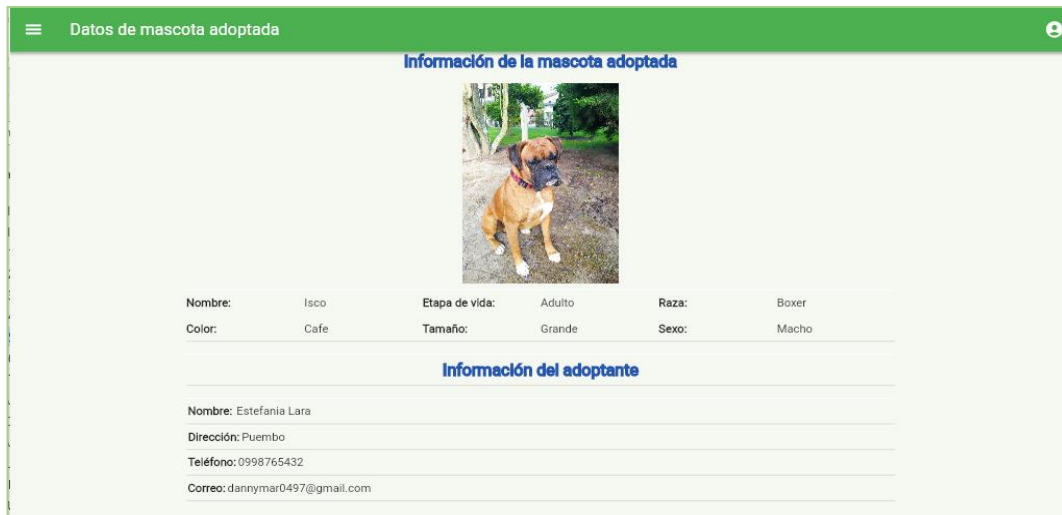 Datos de mascota adoptada
Información de la mascota adoptada
Nombre: Isco Etapa de vida: Adulto Raza: Boxer
Color: Cafe Tamaño: Grande Sexo: Macho
Información del adoptante
Nombre: Estefania Lara
Dirección: Puembo
Teléfono: 0998765432
Correo: dannymar0497@gmail.com